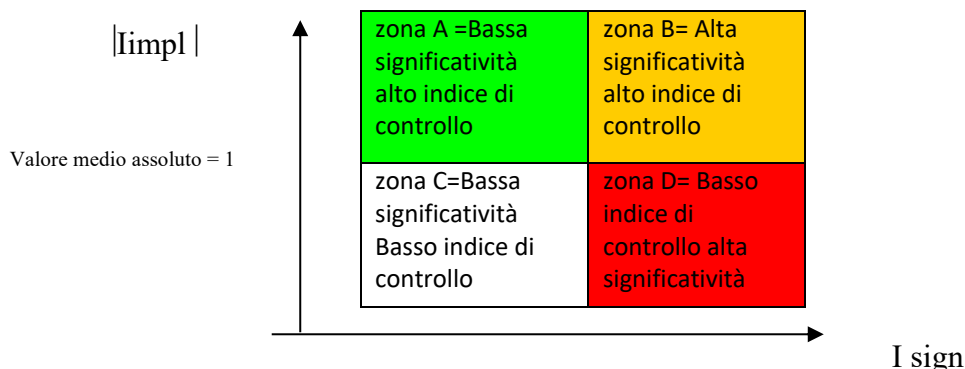 |Iimpl |
zona A =Bassa
significatività
alto indice di
controllo
zona B= Alta
significatività
alto indice di
controllo
Valore medio assoluto = 1
zona C=Bassa
significatività
Basso indice di
controllo
zona D= Basso
indice di
controllo alta
significatività
I sign